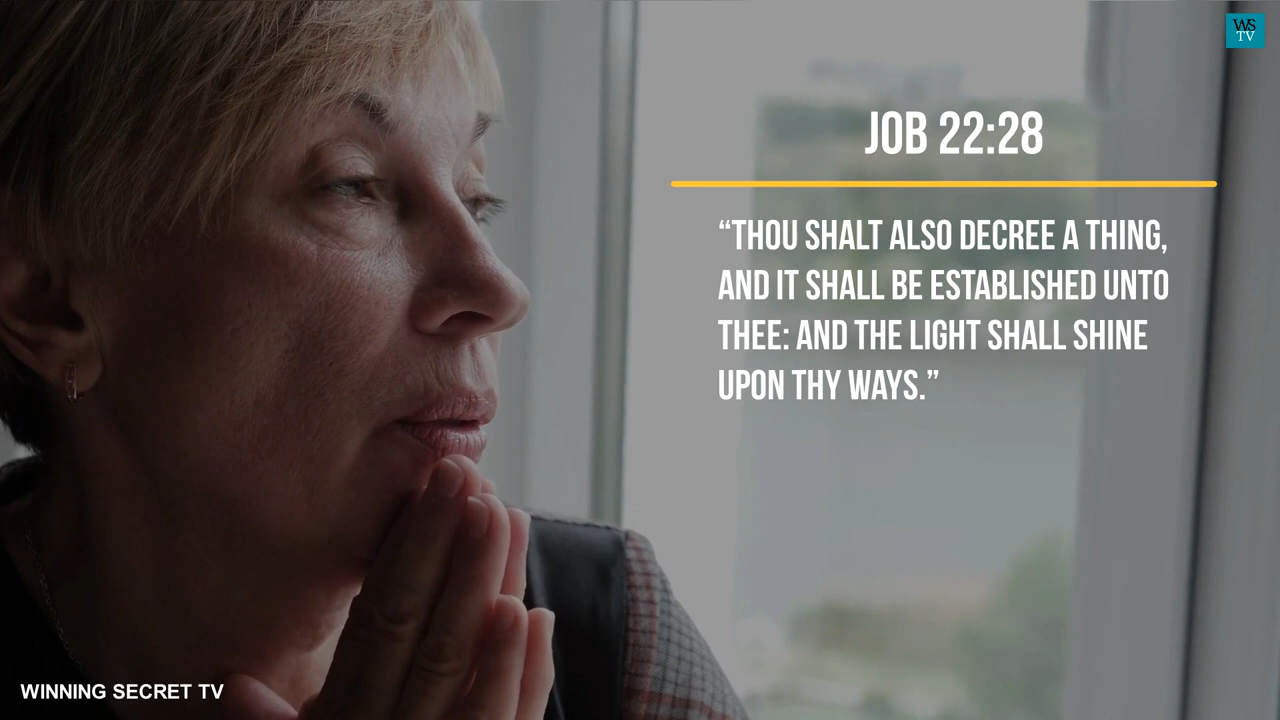 WS
TV
JOB 22:28
“THOU SHALT ALSO DECREE A THING,
AND IT SHALL BE ESTABLISHED UNTO
THEE: AND THE LIGHT SHALL SHINE
UPON THY WAYS.”
WINNING SECRET TV